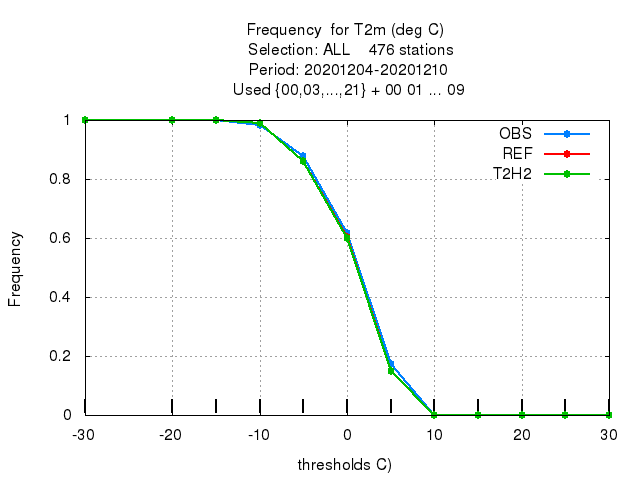 Frequency  for T2m (deg C)
Selection: ALL    476 stations
Period: 20201204-20201210
Used {00,03,...,21} + 00 01 ... 09
OBS
REF
T2H2
1
0.8
0.6
0.4
0.2
0
Frequency
-30 -20 -10 0 10 20 30
thresholds C)